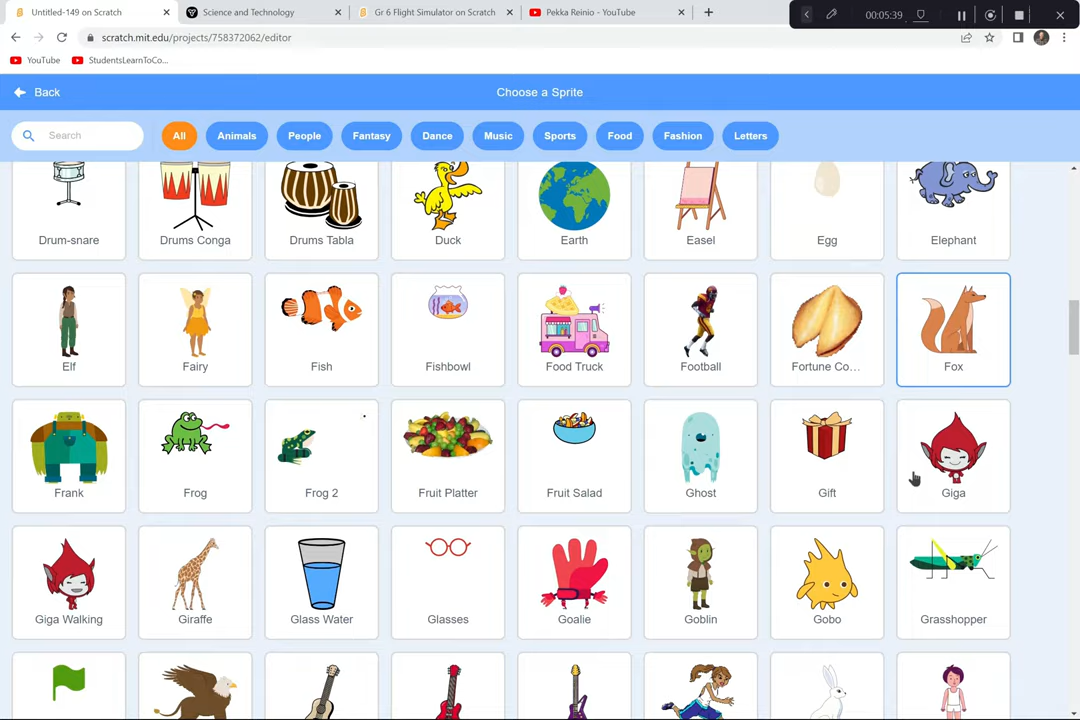 Untitled-149 on Scratch
Science and Technology
Gr 6 Flight Simulator on Scratch
Pekka Reinio - YouTube
00:05:39
scratch.mit.edu/projects/758372062/editor
YouTube
StudentsLearnToCo...
Back
Choose a Sprite
Search
All
Animals
People
Fantasy
Dance
Music
Sports
Food
Fashion
Letters
Drum-snare
Drums Conga
Drums Tabla
Duck
Earth
Easel
Egg
Elephant
Elf
Fairy
Fish
Fishbowl
Food Truck
Football
Fortune Co...
Fox
Frank
Frog
Frog 2
Fruit Platter
Fruit Salad
Ghost
Gift
Giga
Giga Walking
Giraffe
Glass Water
Glasses
Goalie
Goblin
Gobo
Grasshopper